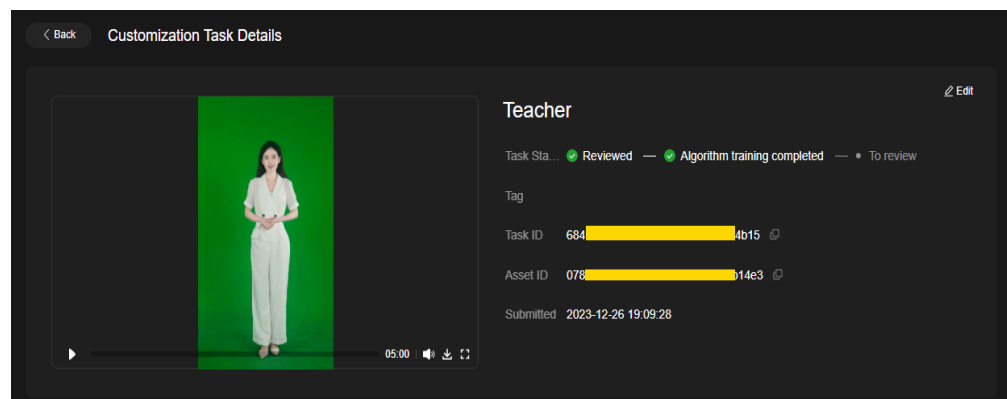 Back Customization Task Details
Edit
Teacher
Task Sta... Reviewed — Algorithm training completed — To review
Tag
Task ID 684 4b15
Asset ID 078 14e3
Submitted 2023-12-26 19:09:28
05:00